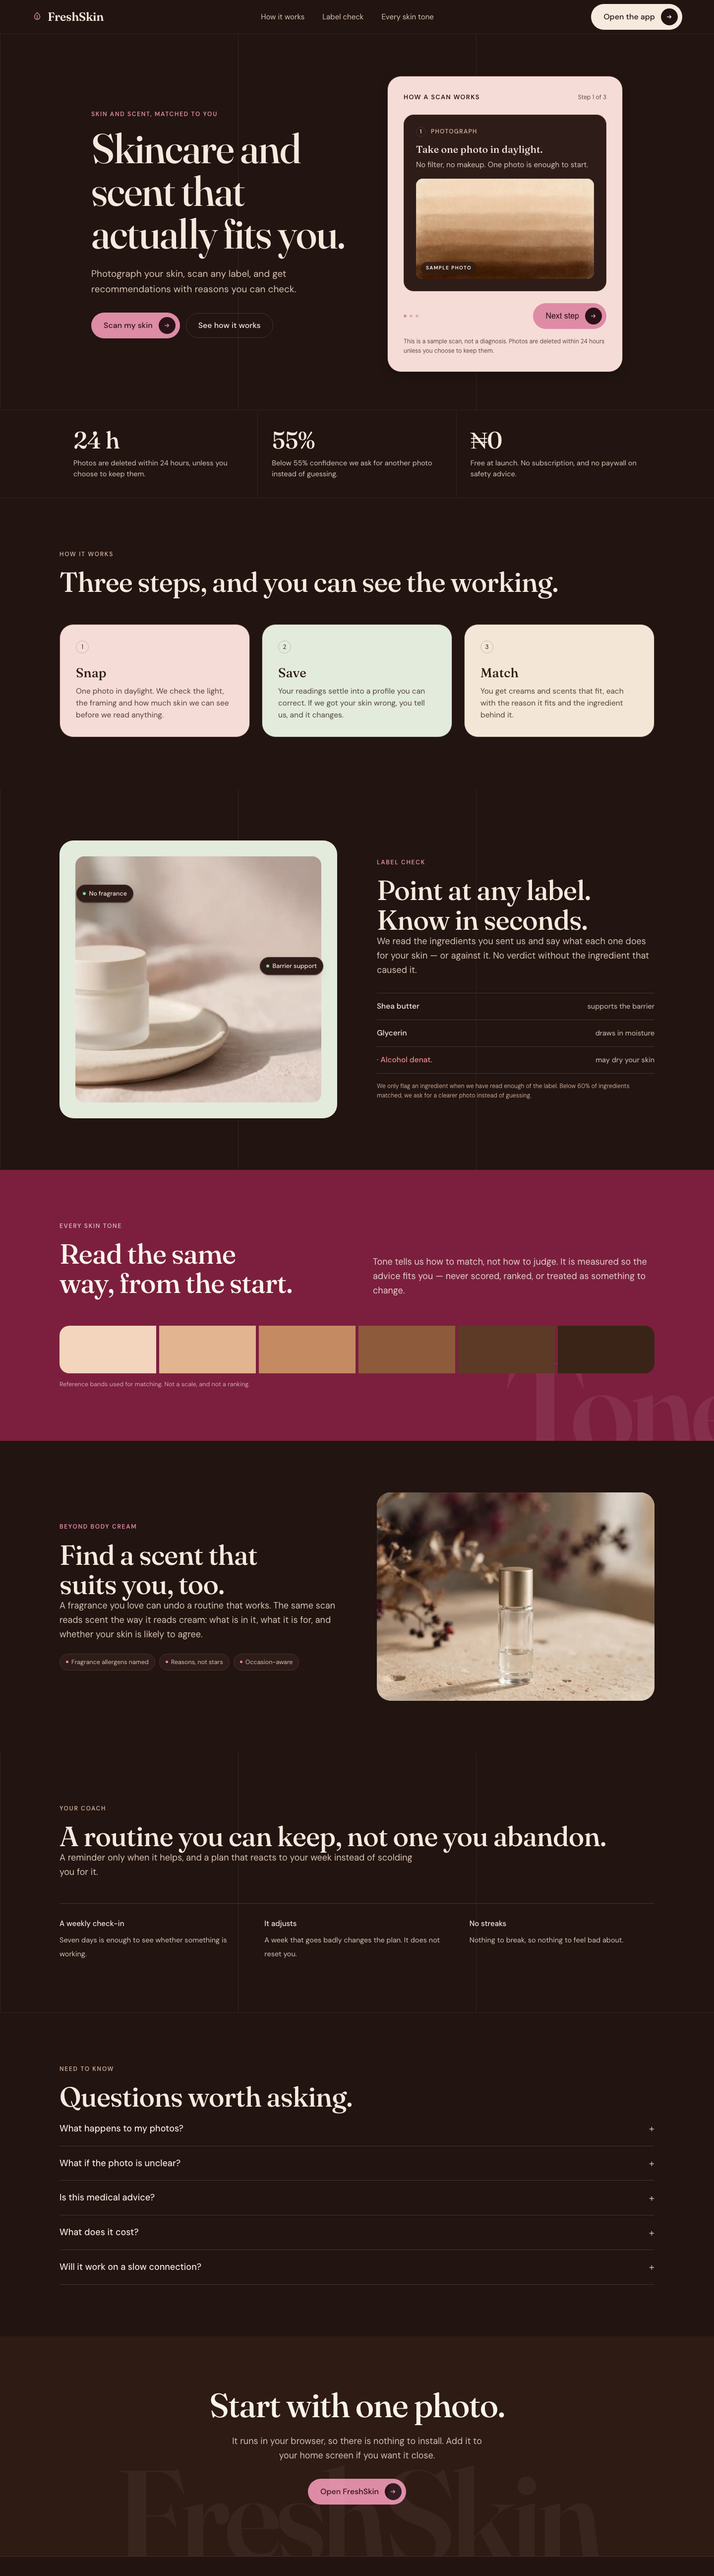 FreshSkin
How it works
Label check
Every skin tone
Open the app
SKIN AND SCENT, MATCHED TO YOU
Skincare and
scent that
actually fits you.
Photograph your skin, scan any label, and get
recommendations with reasons you can check.
Scan my skin
See how it works
HOW A SCAN WORKS
Step 1 of 3
1 PHOTOGRAPH
Take one photo in daylight.
No filter, no makeup. One photo is enough to start.
SAMPLE PHOTO
Next step
This is a sample scan, not a diagnosis. Photos are deleted within 24 hours
unless you choose to keep them.
24 h
Photos are deleted within 24 hours, unless you
choose to keep them.
55%
Below 55% confidence we ask for another photo
instead of guessing.
₦0
Free at launch. No subscription, and no paywall on
safety advice.
HOW IT WORKS
Three steps, and you can see the working.
1
Snap
One photo in daylight. We check the light,
the framing and how much skin we can see
before we read anything.
2
Save
Your readings settle into a profile you can
correct. If we got your skin wrong, you tell
us, and it changes.
3
Match
You get creams and scents that fit, each
with the reason it fits and the ingredient
behind it.
No fragrance
Barrier support
LABEL CHECK
Point at any label.
Know in seconds.
We read the ingredients you sent us and say what each one does
for your skin — or against it. No verdict without the ingredient that
caused it.
Shea butter
supports the barrier
Glycerin
draws in moisture
· Alcohol denat.
may dry your skin
We only flag an ingredient when we have read enough of the label. Below 60% of ingredients
matched, we ask for a clearer photo instead of guessing.
EVERY SKIN TONE
Read the same
way, from the start.
Tone tells us how to match, not how to judge. It is measured so the
advice fits you — never scored, ranked, or treated as something to
change.
Reference bands used for matching. Not a scale, and not a ranking.
Tone
BEYOND BODY CREAM
Find a scent that
suits you, too.
A fragrance you love can undo a routine that works. The same scan
reads scent the way it reads cream: what is in it, what it is for, and
whether your skin is likely to agree.
Fragrance allergens named
Reasons, not stars
Occasion-aware
YOUR COACH
A routine you can keep, not one you abandon.
A reminder only when it helps, and a plan that reacts to your week instead of scolding
you for it.
A weekly check-in
Seven days is enough to see whether something is
working.
It adjusts
A week that goes badly changes the plan. It does not
reset you.
No streaks
Nothing to break, so nothing to feel bad about.
NEED TO KNOW
Questions worth asking.
What happens to my photos?
+
What if the photo is unclear?
+
Is this medical advice?
+
What does it cost?
+
Will it work on a slow connection?
+
Start with one photo.
It runs in your browser, so there is nothing to install. Add it to
your home screen if you want it close.
Open FreshSkin
FreshSkin